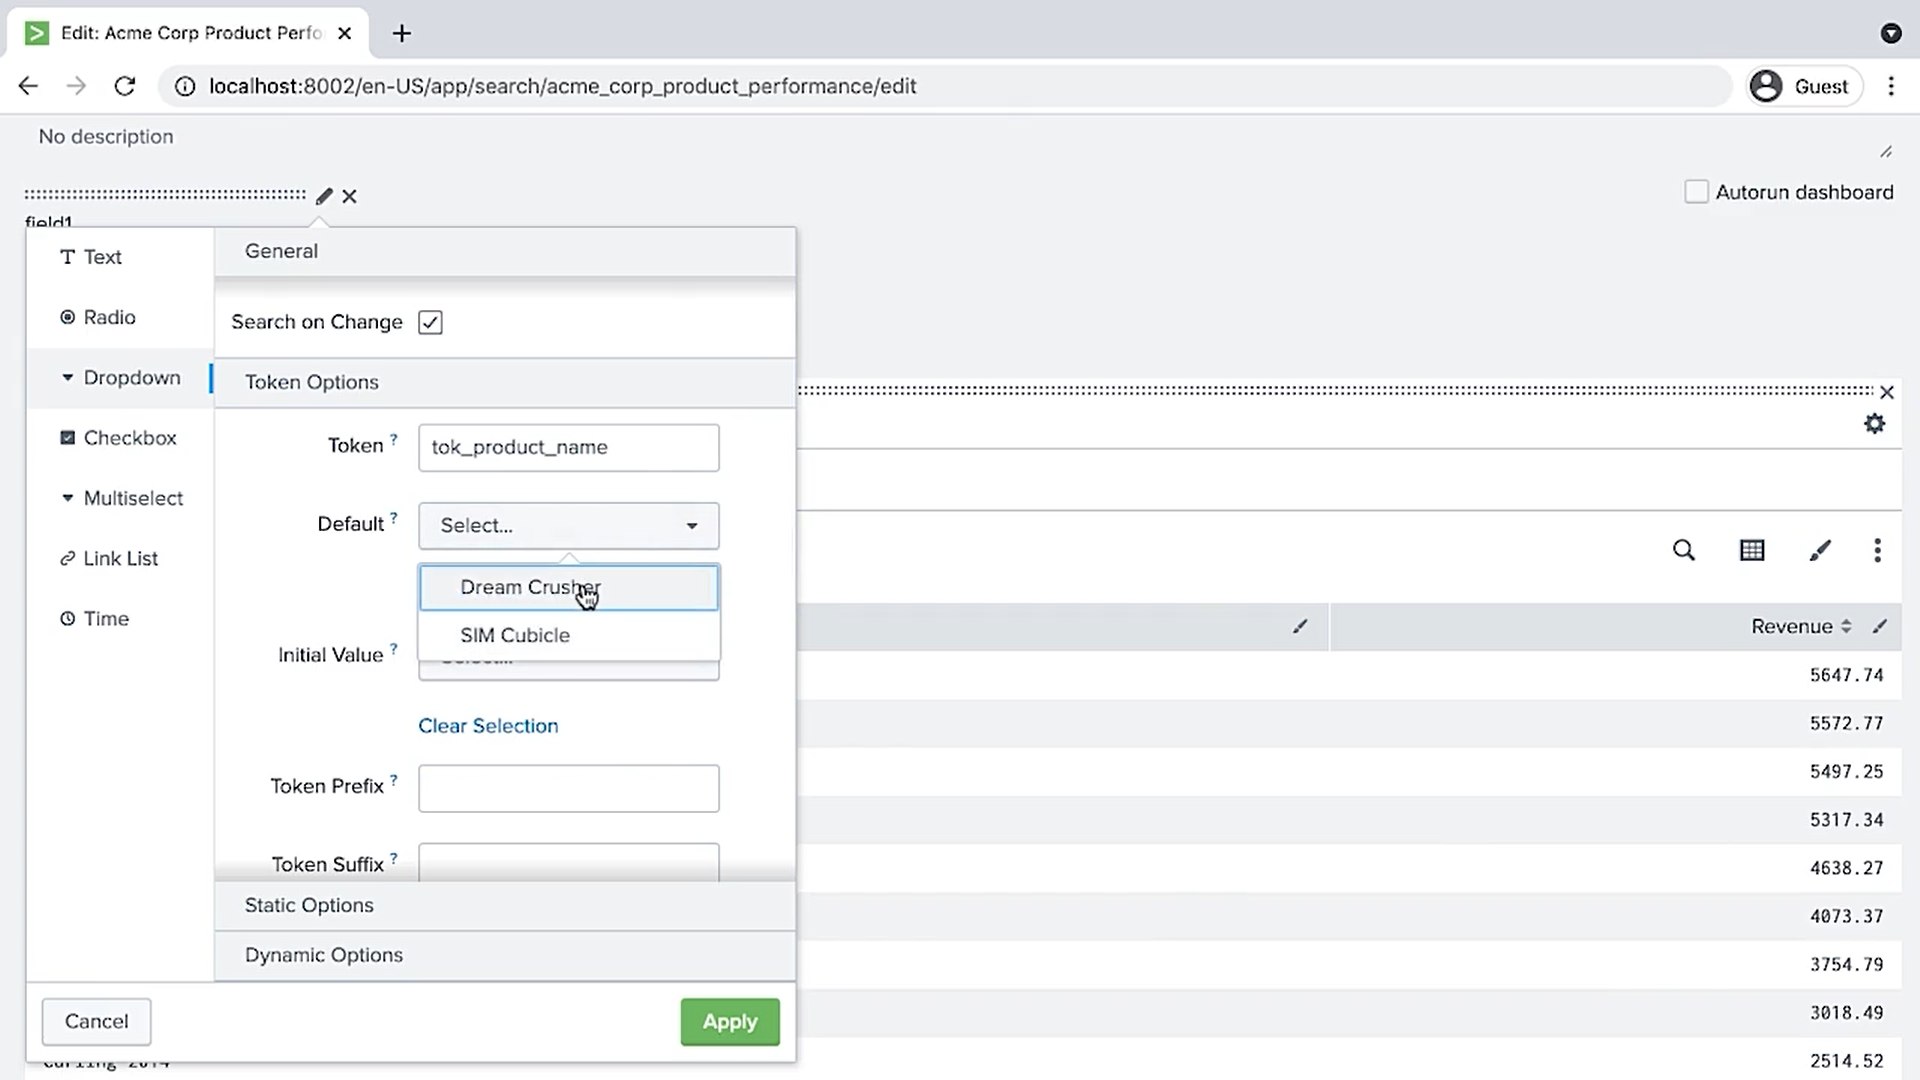 Edit: Acme Corp Product Perfo
localhost:8002/en-US/app/search/acme_corp_product_performance/edit
Guest
No description
Autorun dashboard
field1
Text
Radio
Dropdown
Checkbox
Multiselect
Link List
Time
General
Search on Change
Token Options
Token ?
tok_product_name
Default ?
Select...
Dream Crusher
SIM Cubicle
Initial Value ?
Select...
Clear Selection
Token Prefix ?
Token Suffix ?
Static Options
Dynamic Options
Cancel
Apply
Revenue
5647.74
5572.77
5497.25
5317.34
4638.27
4073.37
3754.79
3018.49
Curling 2014
2514.52